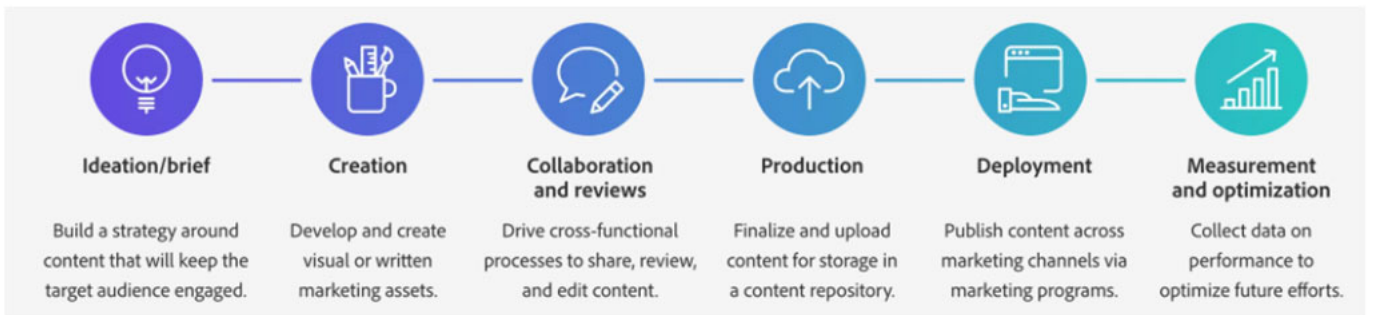 Ideation/brief
Build a strategy around
content that will keep the
target audience engaged.
Creation
Develop and create
visual or written
marketing assets.
Collaboration
and reviews
Drive cross-functional
processes to share, review,
and edit content.
Production
Finalize and upload
content for storage in
a content repository.
Deployment
Publish content across
marketing channels via
marketing programs.
Measurement
and optimization
Collect data on
performance to
optimize future efforts.